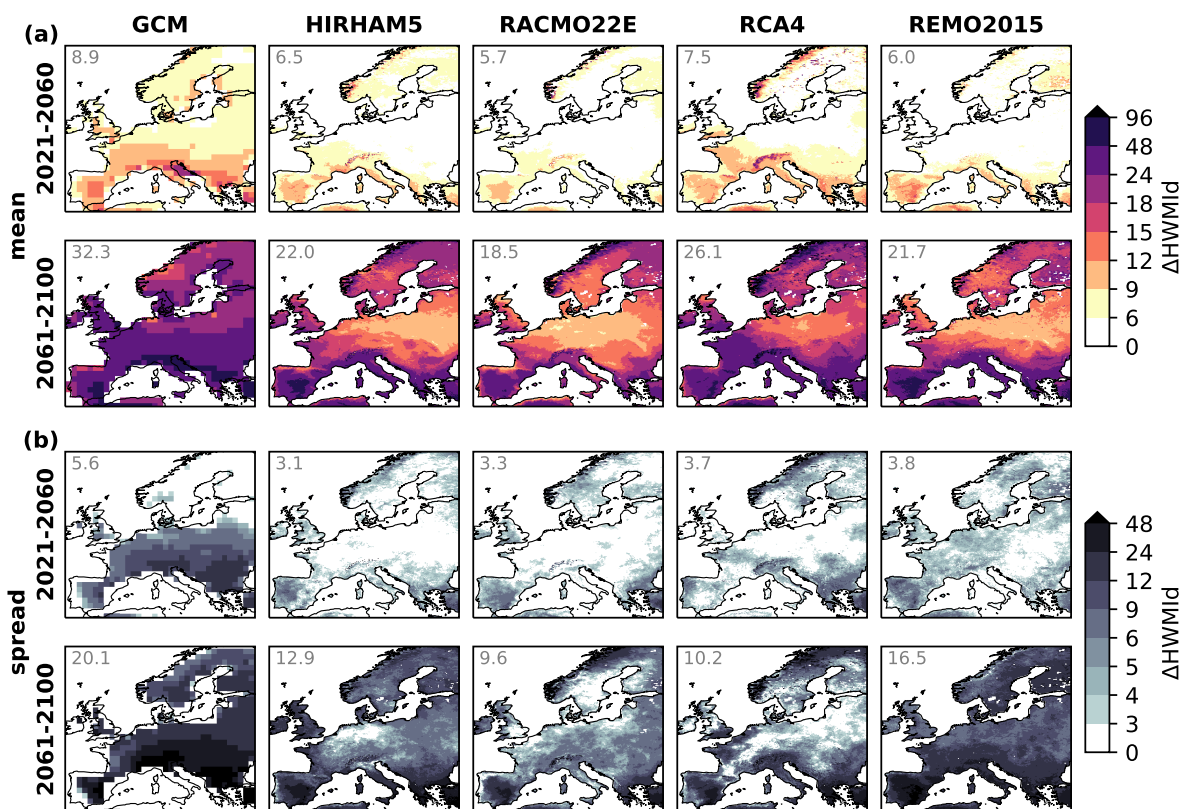 GCM HIRHAM5 RACMO22E RCA4 REMO2015
(a)
mean
2021-2060
8.9 6.5 5.7 7.5 6.0
2061-2100
32.3 22.0 18.5 26.1 21.7
96
48
24
18
15
12
9
6
0
ΔHWMId
(b)
spread
2021-2060
5.6 3.1 3.3 3.7 3.8
2061-2100
20.1 12.9 9.6 10.2 16.5
48
24
12
9
6
5
4
3
0
ΔHWMId